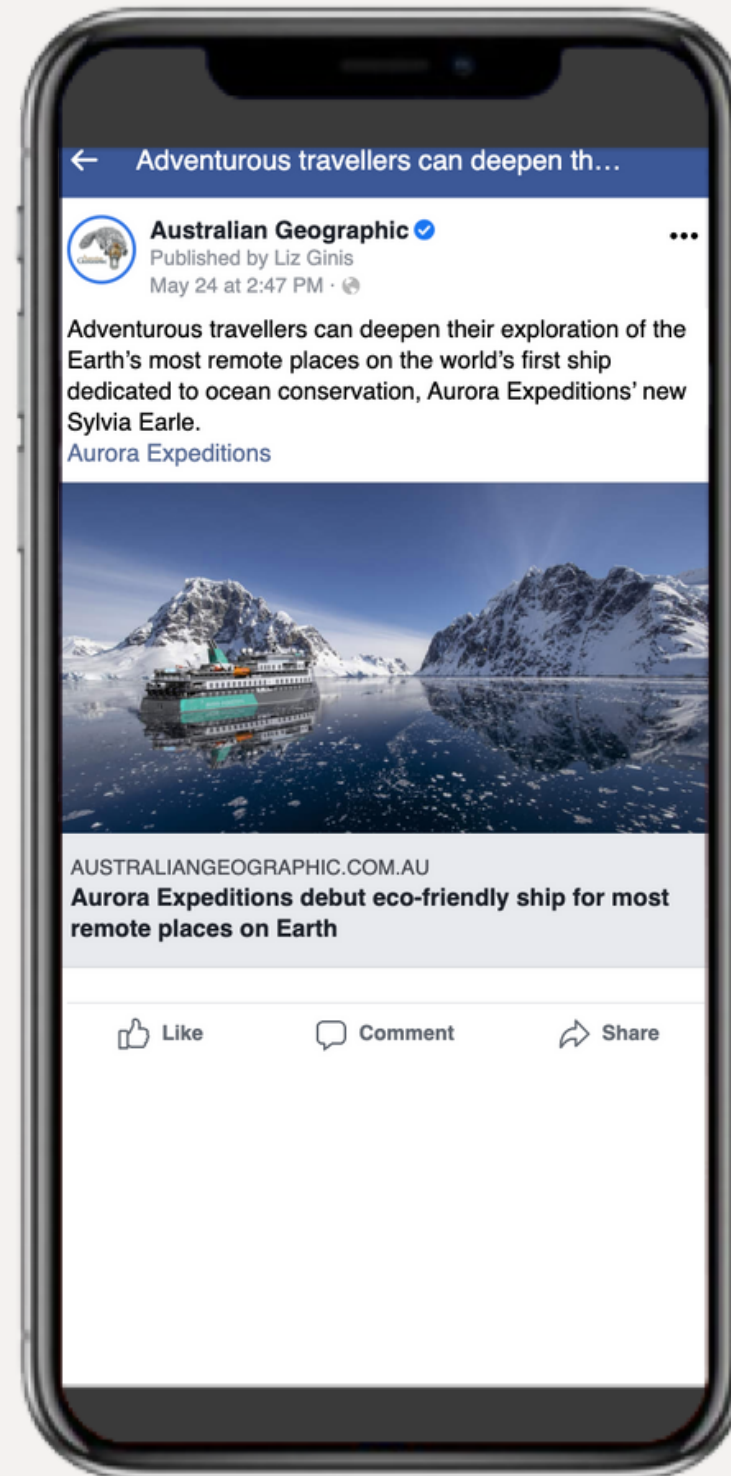 ← Adventurous travellers can deepen th...
Australian Geographic
Published by Liz Ginis
May 24 at 2:47 PM ·
Adventurous travellers can deepen their exploration of the
Earth's most remote places on the world's first ship
dedicated to ocean conservation, Aurora Expeditions' new
Sylvia Earle.
Aurora Expeditions
AUSTRALIANGEOGRAPHIC.COM.AU
Aurora Expeditions debut eco-friendly ship for most
remote places on Earth
Like Comment Share